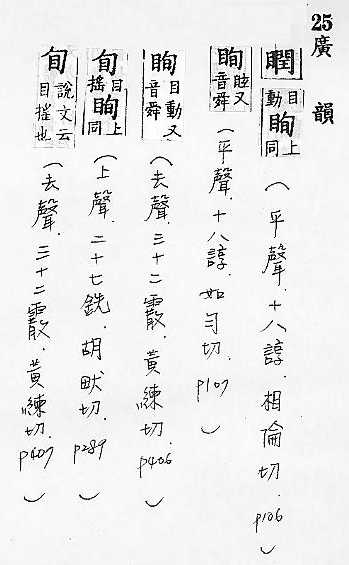 25 廣韻
瞤 目動 眴 上同 （平聲．十八諄．相倫切．p106）
眴 眩又音舜 （平聲．十八諄．如勻切．p107）
眴 目動又音舜 （去聲．三十二霰．黃練切．p406）
旬 目搖 眴 上同 （上聲．二十七銑．胡畎切．p289）
旬 說文云目搖也 （去聲．三十二霰．黃練切．p407）